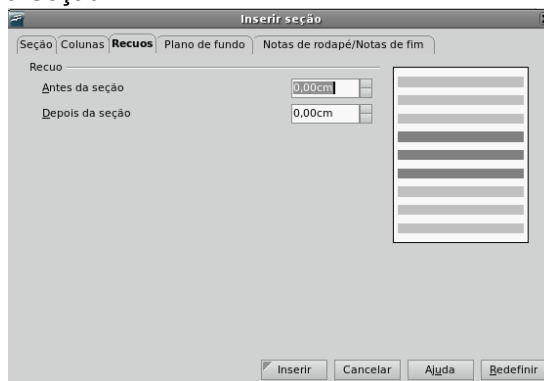 Inserir seção
Seção Colunas Recuos Plano de fundo Notas de rodapé/Notas de fim
Recuo
Antes da seção 0,00cm
Depois da seção 0,00cm
Inserir Cancelar Ajuda Redefinir